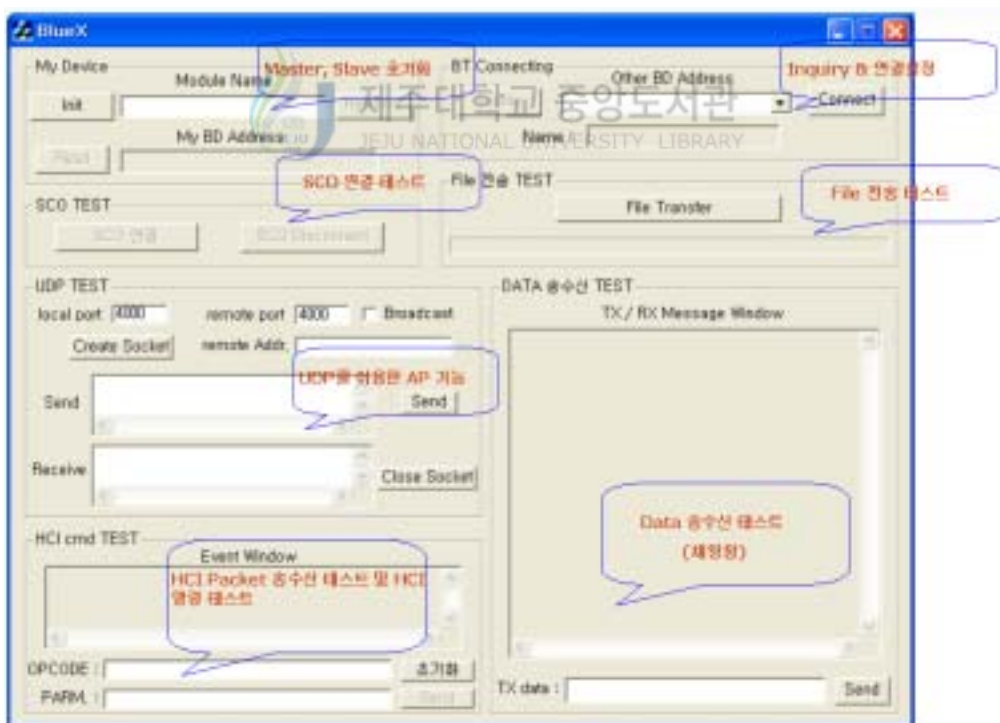 BlueX
My Device
Module Name
Master, Slave 초기화
Init
My BD Address
Read
BT Connecting
Other BD Address
Inquiry & 연결설정
Connect
Name :
제주대학교 중앙도서관
JEJU NATIONAL UNIVERSITY LIBRARY
SCO 연결 테스트
SCO TEST
SCO 연결
SCO Disconnect
File 전송 TEST
File Transfer
File 전송 테스트
UDP TEST
local port 4000
remote port 4000
Broadcast
Create Socket
remote Addr.
UDP를 이용한 AP 기능
Send
Send
Receive
Close Socket
HCI cmd TEST
Event Window
HCI Packet 송수신 테스트 및 HCI
명령 테스트
OPCODE :
초기화
PARM. :
Send
DATA 송수신 TEST
TX / RX Message Window
Data 송수신 테스트
(채팅창)
TX data :
Send